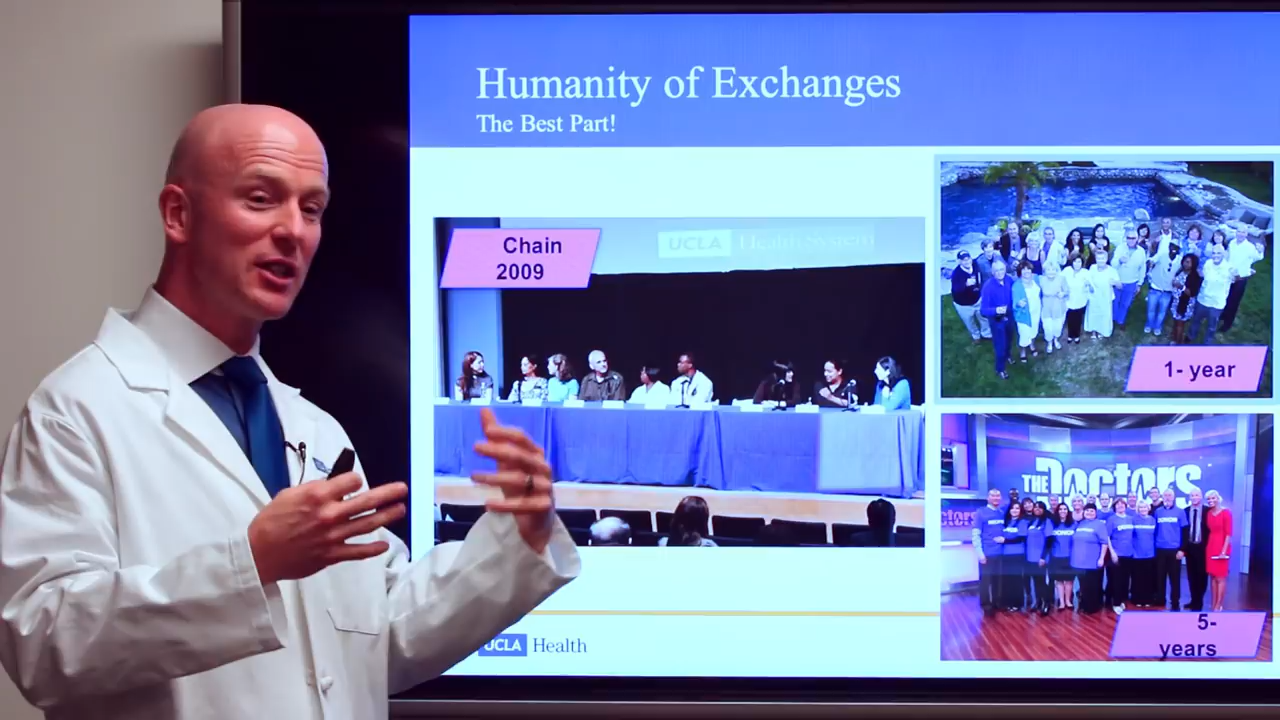 Humanity of Exchanges
The Best Part!
UCLA Health System
Chain
2009
1- year
THE Doctors
Doctors
5-
years
UCLA Health